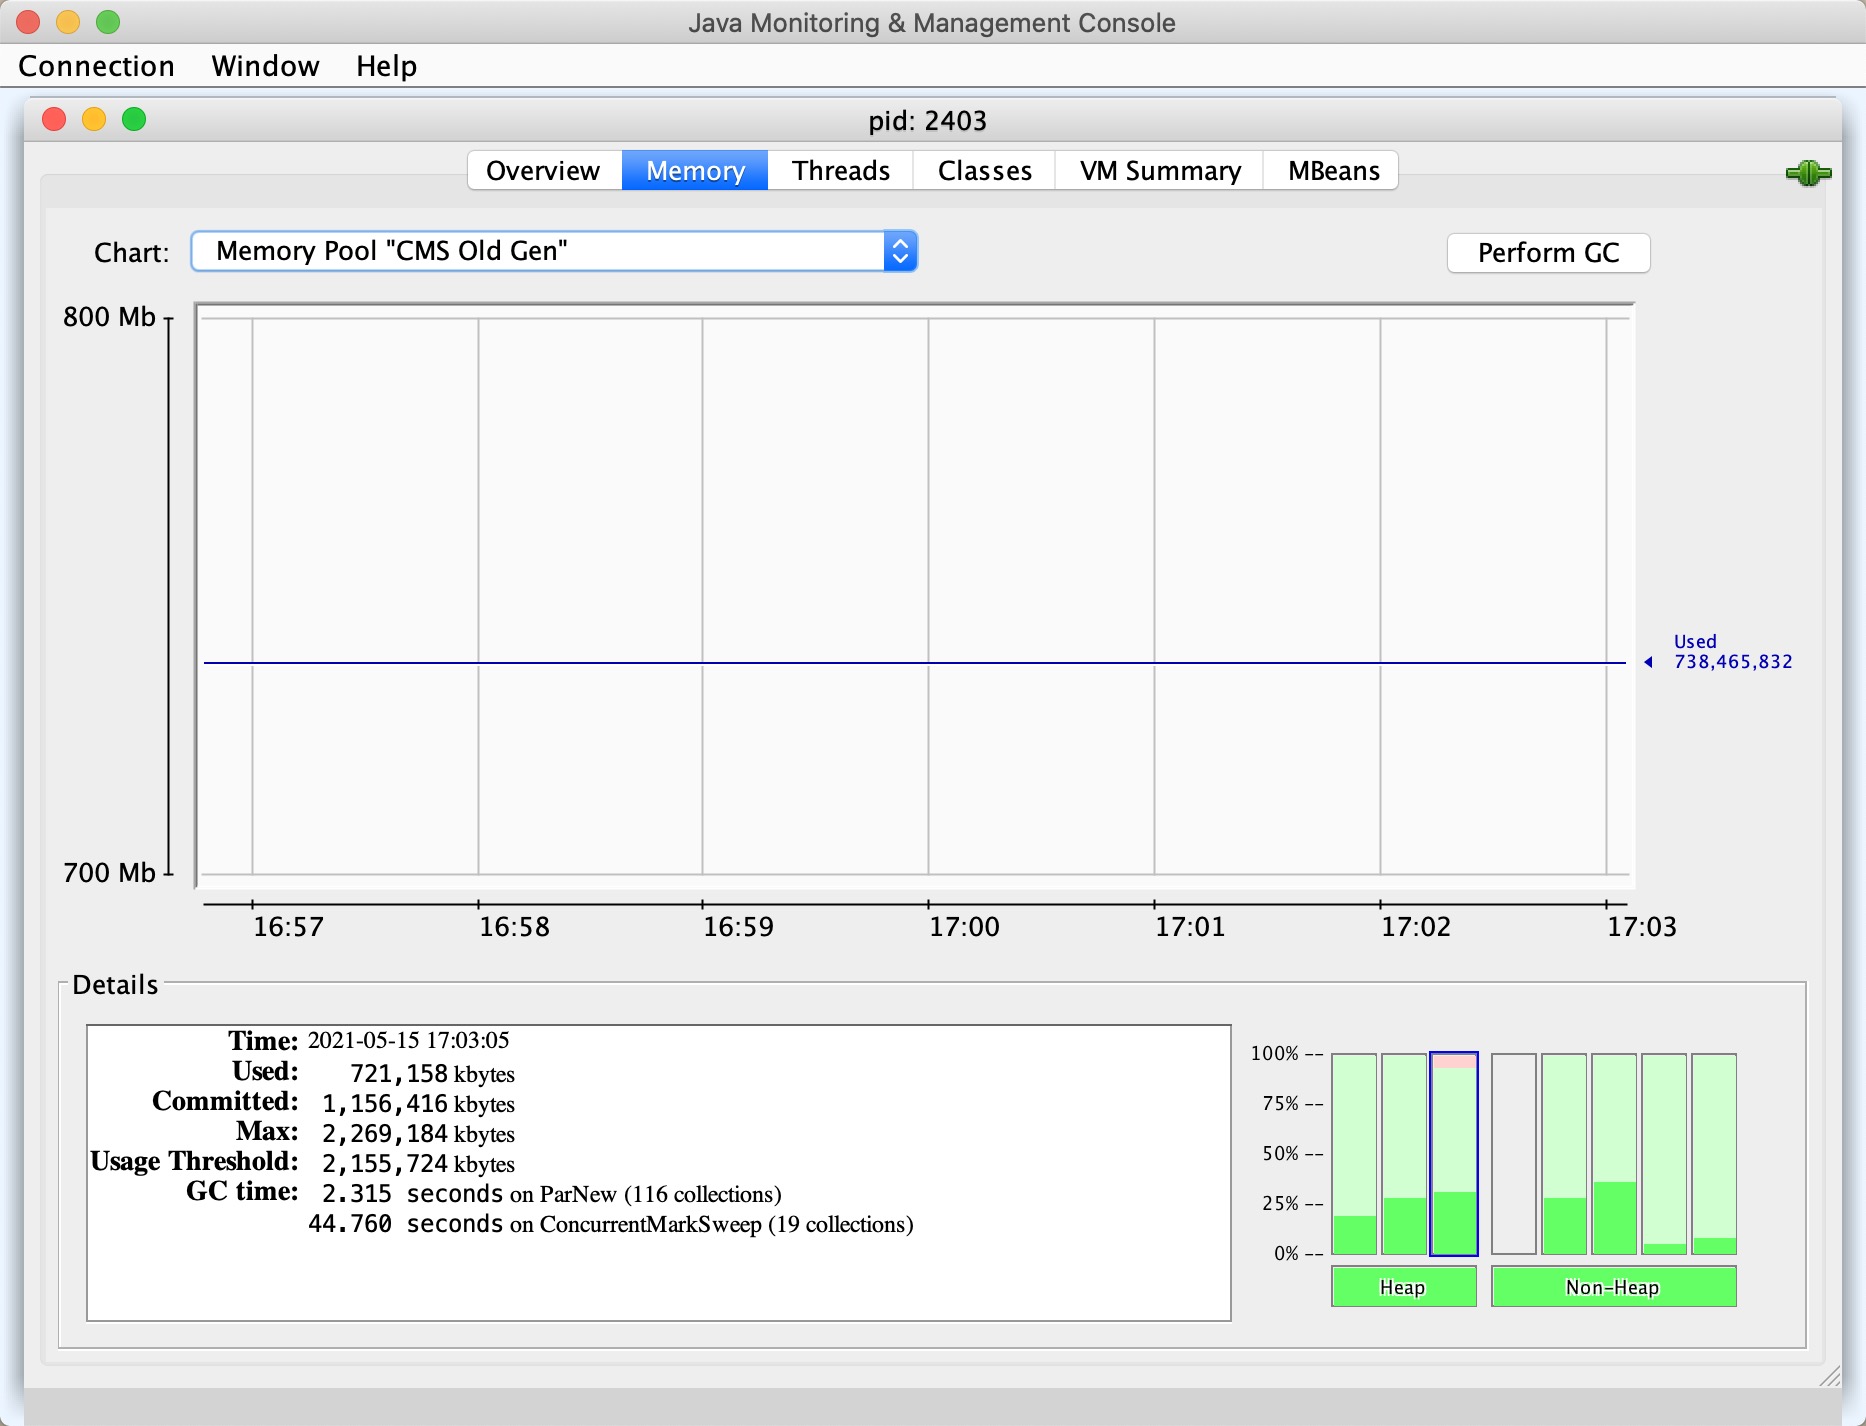 Java Monitoring & Management Console
Connection Window Help
pid: 2403
Overview Memory Threads Classes VM Summary MBeans
Chart: Memory Pool "CMS Old Gen" Perform GC
800 Mb
Used
738,465,832
700 Mb
16:57 16:58 16:59 17:00 17:01 17:02 17:03
Details
Time: 2021-05-15 17:03:05
Used: 721,158 kbytes
Committed: 1,156,416 kbytes
Max: 2,269,184 kbytes
Usage Threshold: 2,155,724 kbytes
GC time: 2.315 seconds on ParNew (116 collections)
44.760 seconds on ConcurrentMarkSweep (19 collections)
100% --
75% --
50% --
25% --
0% --
Heap Non-Heap